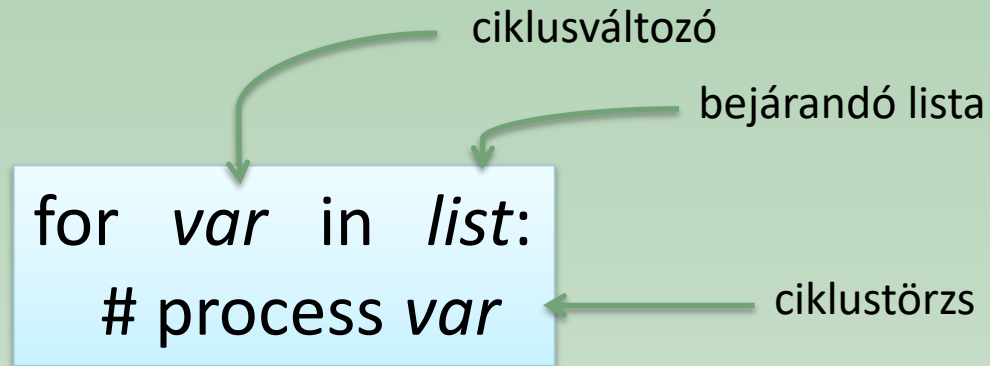 ciklusváltozó
bejárandó lista
for var in list:
# process var
ciklustörzs